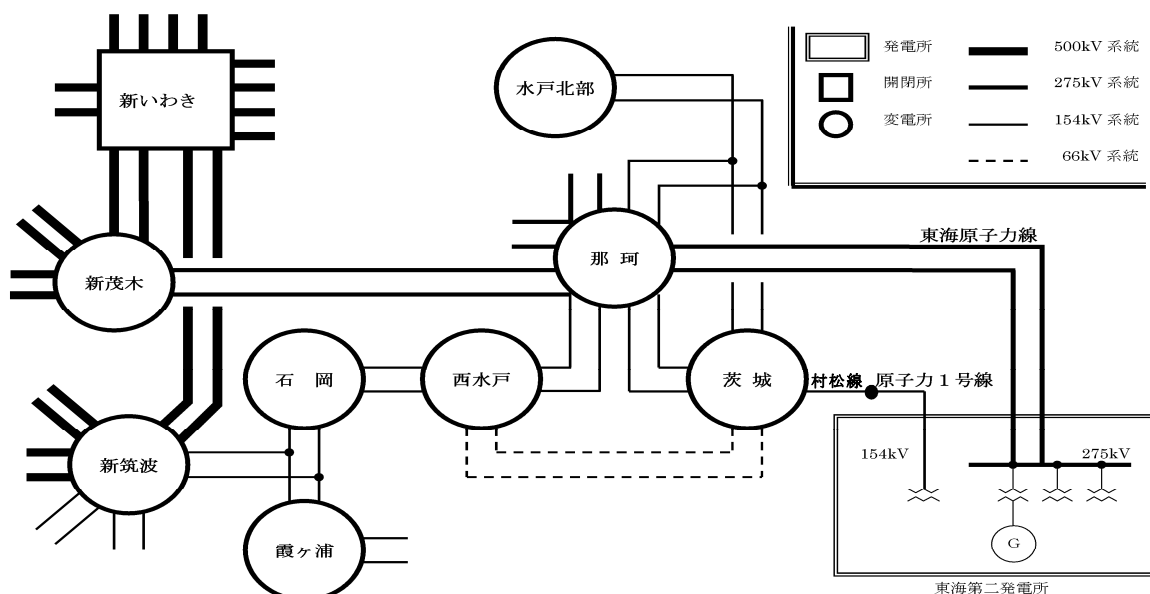 発電所
500kV 系統
開閉所
275kV 系統
変電所
154kV 系統
66kV 系統
新いわき
水戸北部
東海原子力線
那 珂
新茂木
石 岡
西水戸
茨 城
村松線
原子力１号線
154kV
275kV
新筑波
霞ヶ浦
G
東海第二発電所